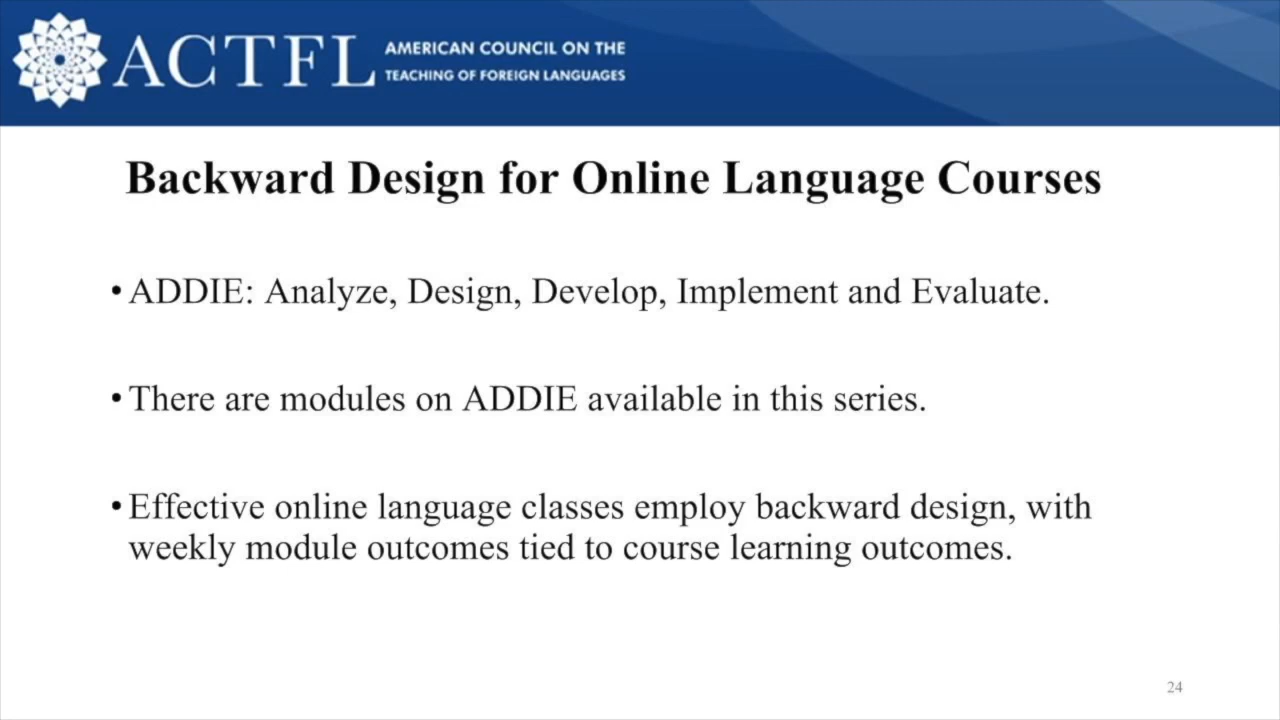 ACTFL
AMERICAN COUNCIL ON THE
TEACHING OF FOREIGN LANGUAGES
Backward Design for Online Language Courses
• ADDIE: Analyze, Design, Develop, Implement and Evaluate.
• There are modules on ADDIE available in this series.
• Effective online language classes employ backward design, with
weekly module outcomes tied to course learning outcomes.
24